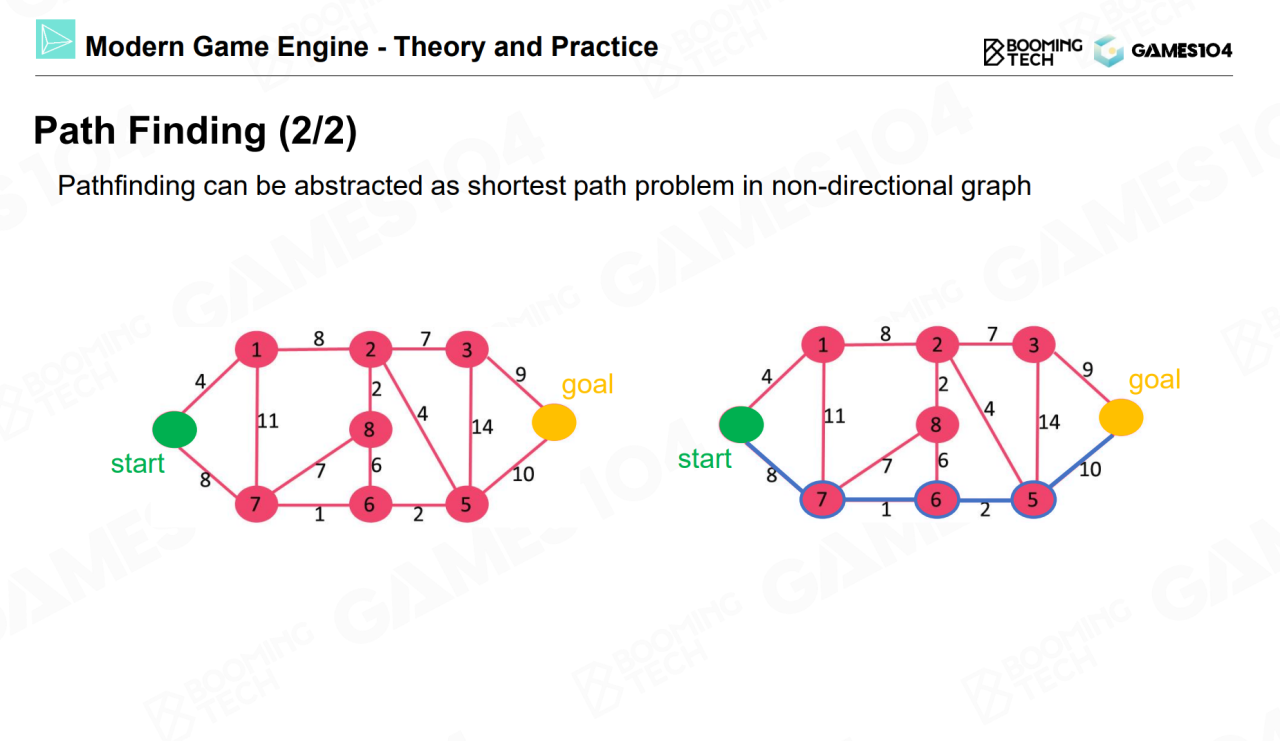 Modern Game Engine - Theory and Practice
BOOMING
TECH
GAMES104
Path Finding (2/2)
Pathfinding can be abstracted as shortest path problem in non-directional graph
1 8 2 7 3
4 2 9 goal
11 4 14
8
start 8 7 6 10
7 1 6 2 5
1 8 2 7 3
4 2 9 goal
11 4 14
8
start 8 7 6 10
7 1 6 2 5